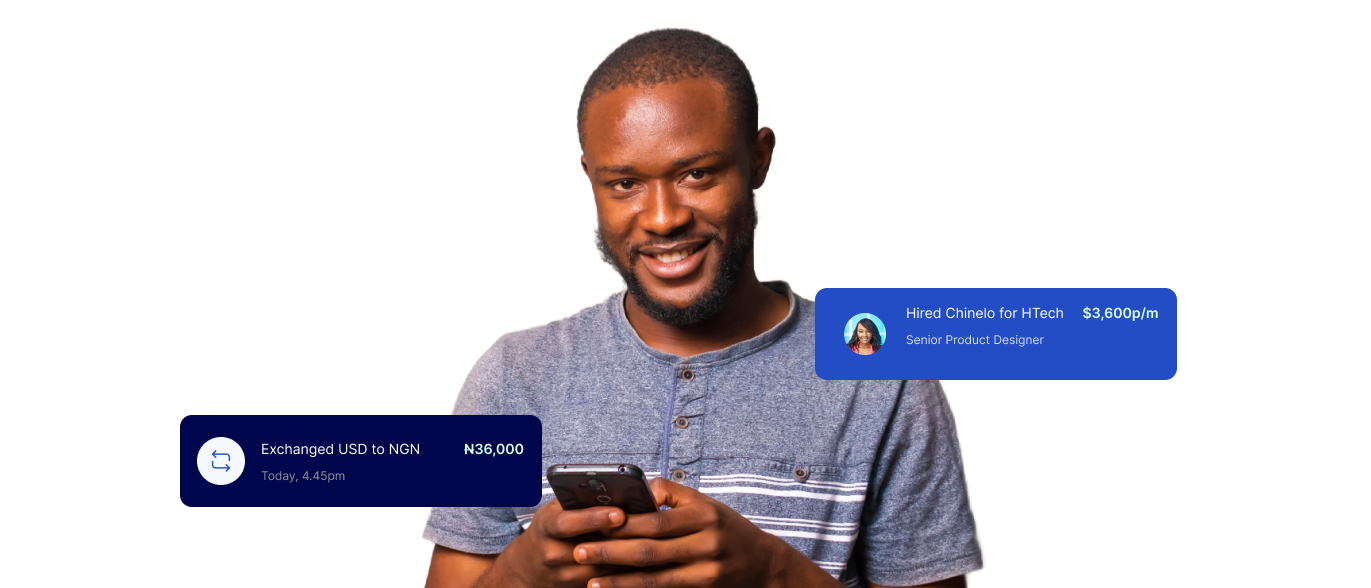 Hired Chinelo for HTech $3,600p/m
Senior Product Designer
Exchanged USD to NGN ₦36,000
Today, 4.45pm